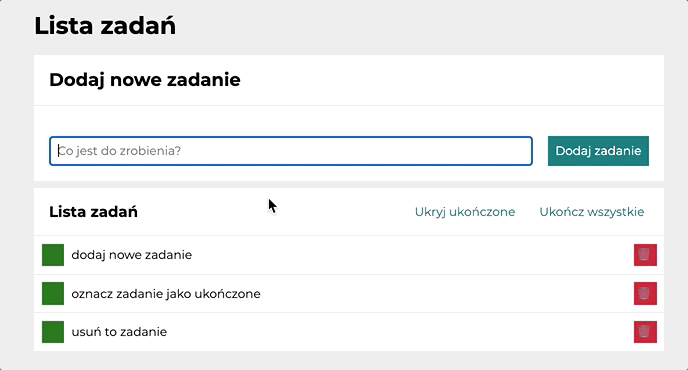 Lista zadań
Dodaj nowe zadanie
Co jest do zrobienia?
Dodaj zadanie
Lista zadań
Ukryj ukończone
Ukończ wszystkie
dodaj nowe zadanie
oznacz zadanie jako ukończone
usuń to zadanie